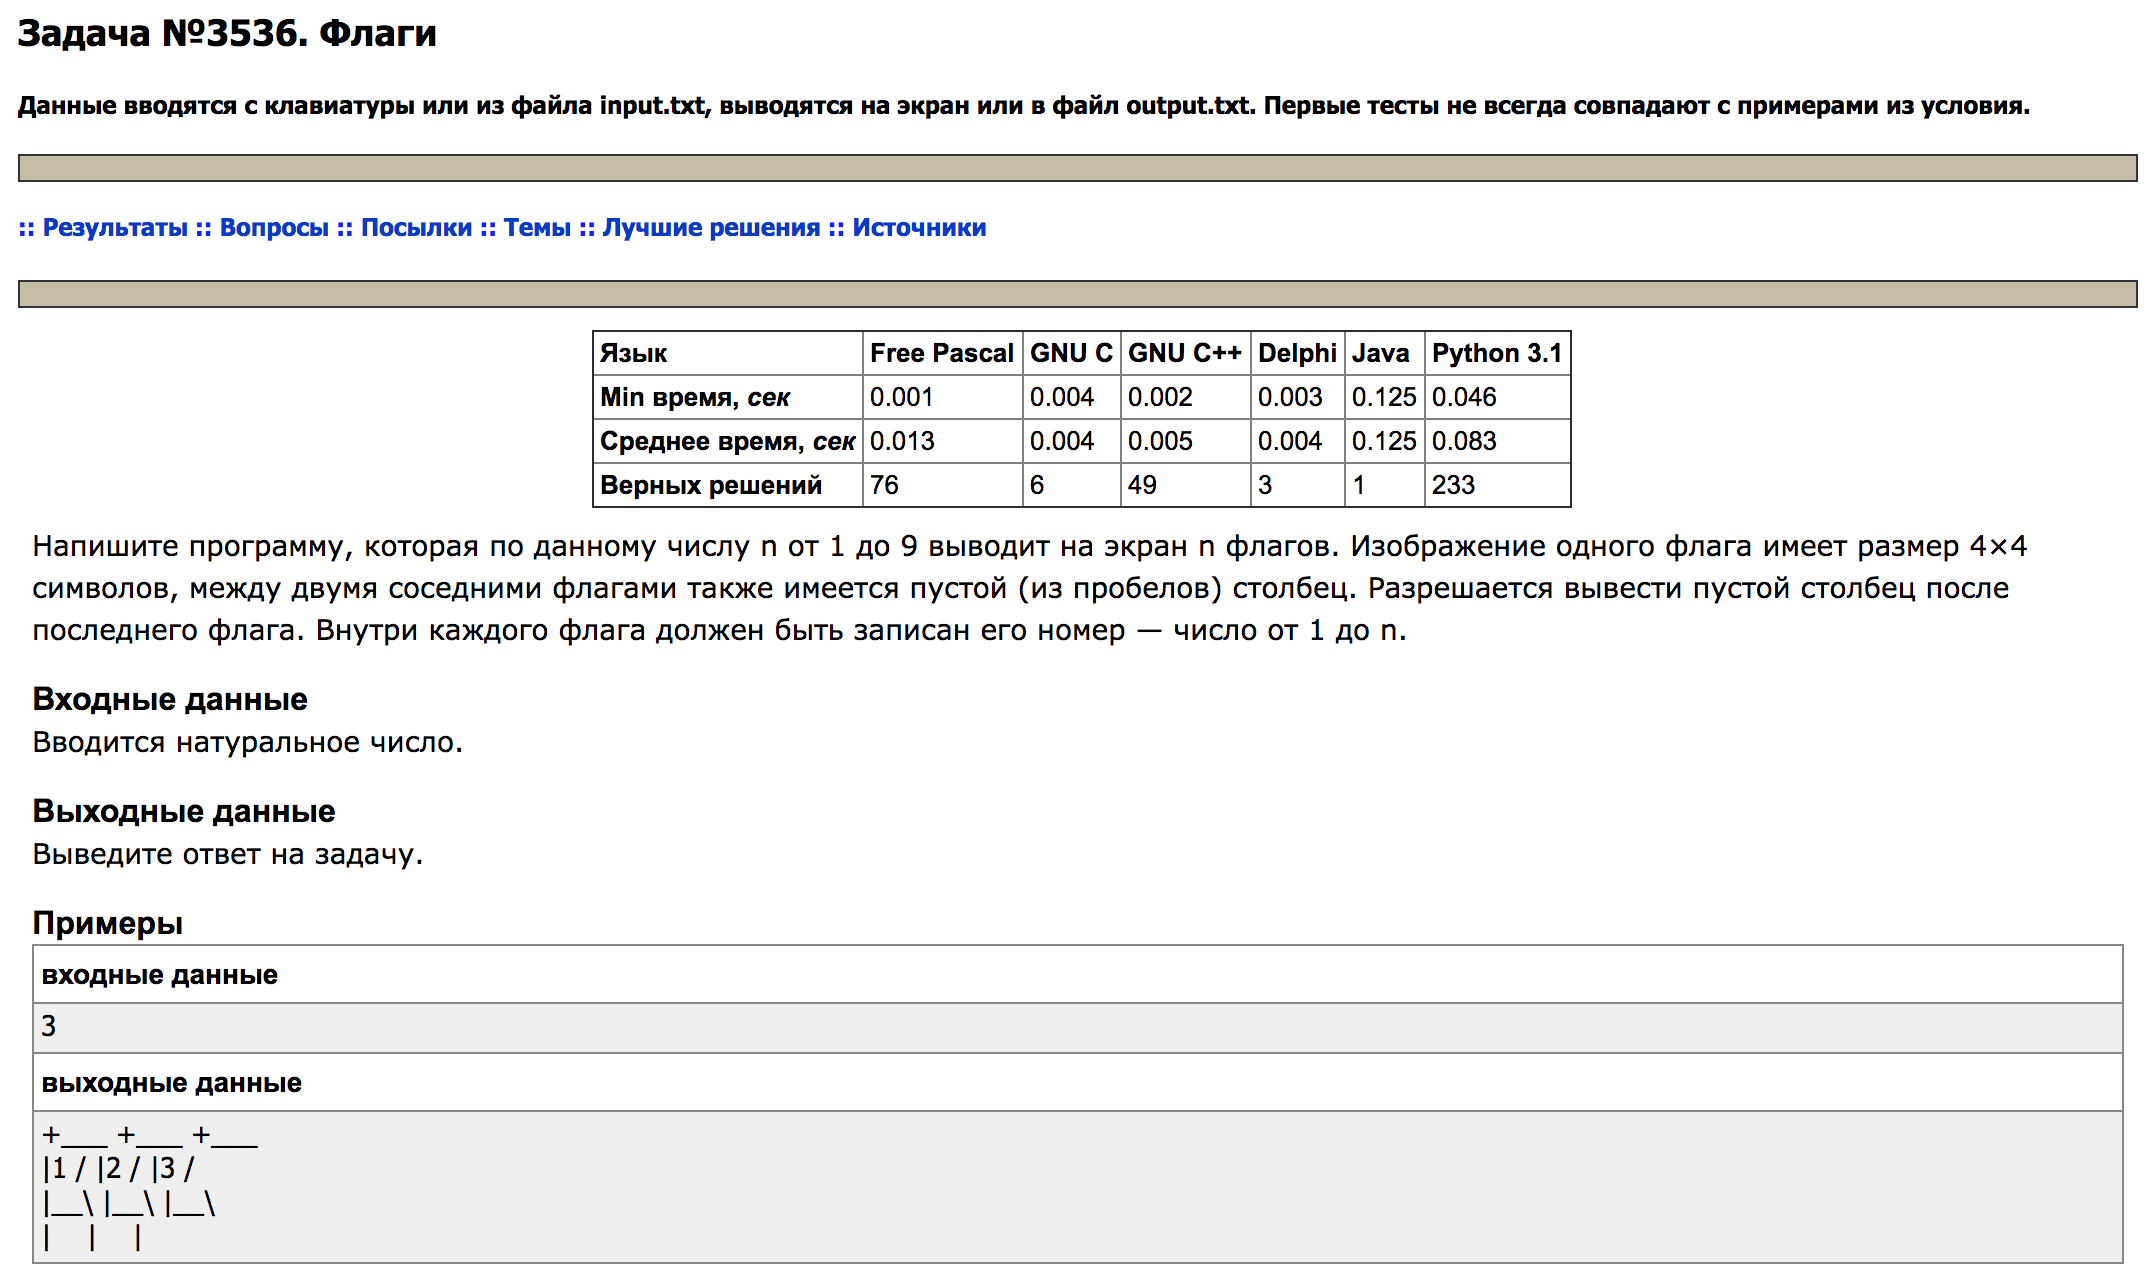 Задача №3536. Флаги
Данные вводятся с клавиатуры или из файла input.txt, выводятся на экран или в файл output.txt. Первые тесты не всегда совпадают с примерами из условия.
:: Результаты :: Вопросы :: Посылки :: Темы :: Лучшие решения :: Источники
Язык Free Pascal GNU C GNU C++ Delphi Java Python 3.1
Min время, сек 0.001 0.004 0.002 0.003 0.125 0.046
Среднее время, сек 0.013 0.004 0.005 0.004 0.125 0.083
Верных решений 76 6 49 3 1 233
Напишите программу, которая по данному числу n от 1 до 9 выводит на экран n флагов. Изображение одного флага имеет размер 4×4
символов, между двумя соседними флагами также имеется пустой (из пробелов) столбец. Разрешается вывести пустой столбец после
последнего флага. Внутри каждого флага должен быть записан его номер — число от 1 до n.
Входные данные
Вводится натуральное число.
Выходные данные
Выведите ответ на задачу.
Примеры
входные данные
3
выходные данные
+___ +___ +___
|1 / |2 / |3 /
|__\ |__\ |__\
|    |    |